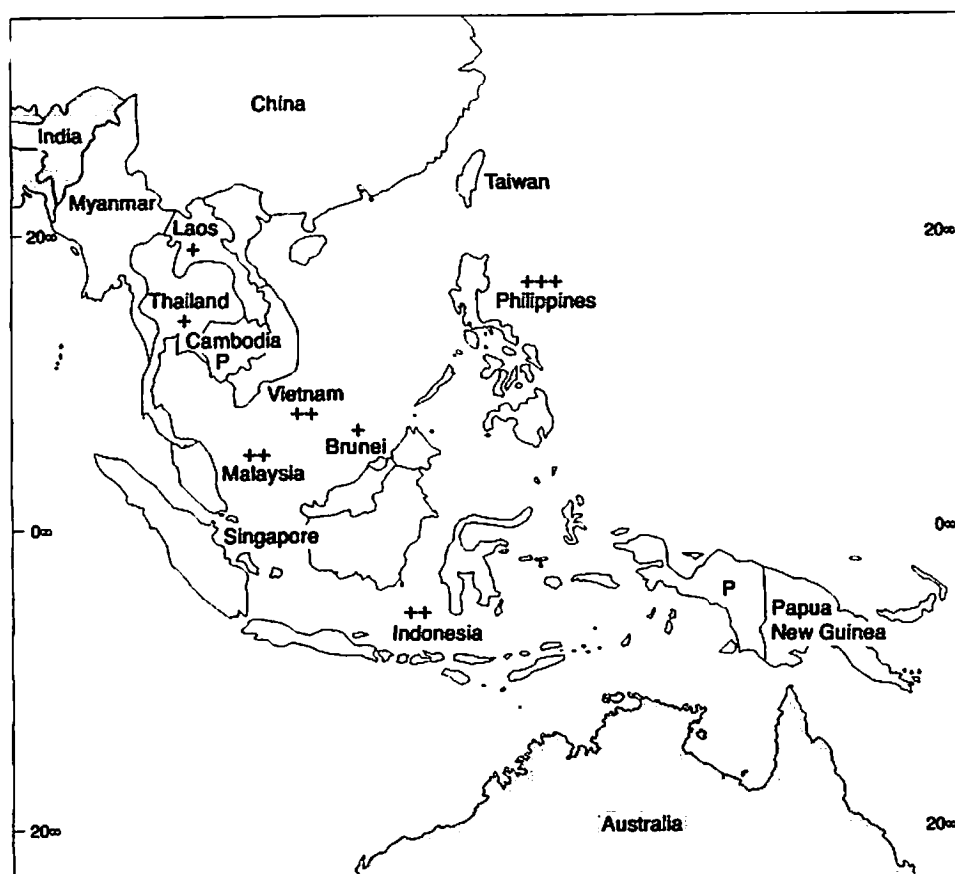 China
India
Taiwan
Myanmar
Laos
20∞
20∞
+
+++
Thailand
Philippines
+
Cambodia
P
Vietnam
++
+
Brunei
++
Malaysia
0∞
0∞
Singapore
P
++
Papua
Indonesia
New Guinea
Australia
20∞
20∞